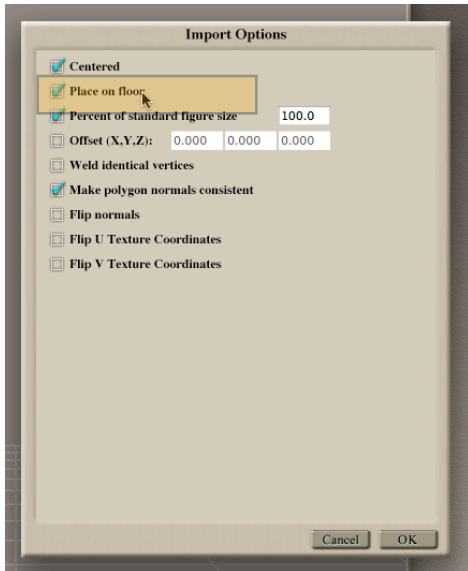 Import Options
Centered
Place on floor
Percent of standard figure size 100.0
Offset (X,Y,Z): 0.000 0.000 0.000
Weld identical vertices
Make polygon normals consistent
Flip normals
Flip U Texture Coordinates
Flip V Texture Coordinates
Cancel OK